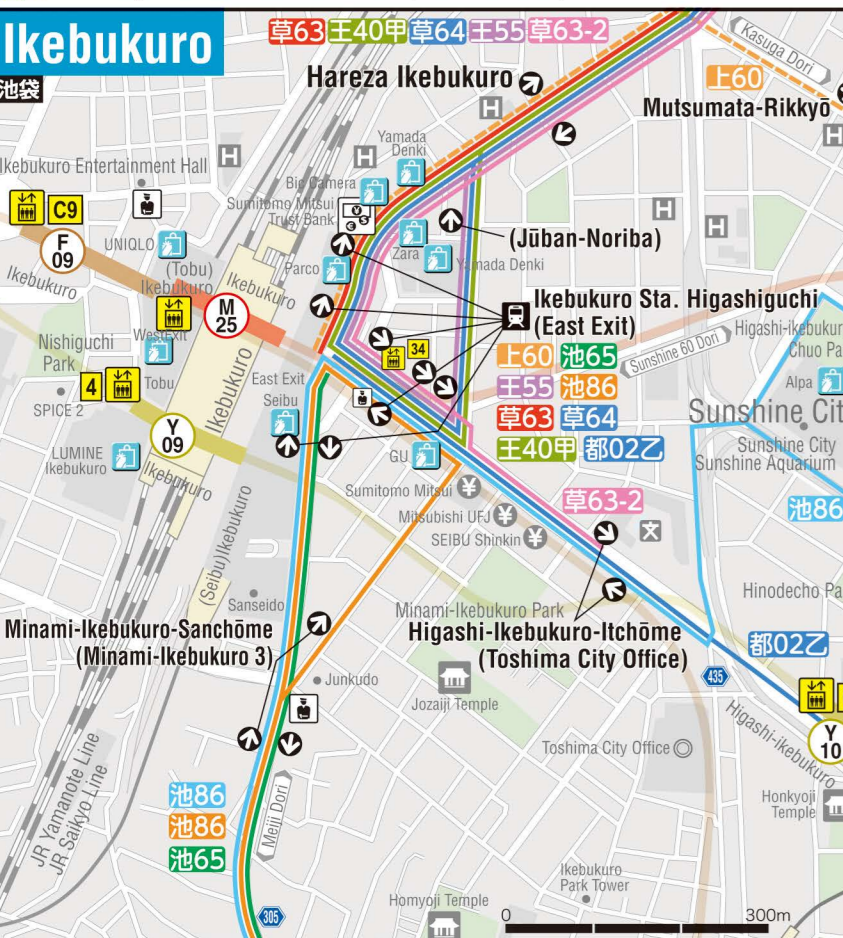 Ikebukuro
池袋
草63 王40甲 草64 王55 草63-2
Kasuga Dori
上60
Hareza Ikebukuro
Mutsumata-Rikkyō
H
H
H
H
H
H
Yamada
Denki
Ikebukuro Entertainment Hall
Bic Camera
Sumitomo Mitsui
Trust Bank
C9
F
09
Ikebukuro
UNIQLO
(Tobu)
Ikebukuro
Ikebukuro
Parco
Zara
Yamada Denki
(Jūban-Noriba)
M
25
Ikebukuro Sta. Higashiguchi
(East Exit)
上60 池65
王55 池86
草63 草64
王40甲 都02乙
Nishiguchi
Park
West Exit
34
Sunshine 60 Dori
Higashi-Ikebukur
Chuo Pa
4
Tobu
SPICE 2
Ikebukuro
East Exit
Seibu
Alpa
Sunshine Cit
Sunshine City
Sunshine Aquarium
Y
09
LUMINE
Ikebukuro
Ikebukuro
GU
Sumitomo Mitsui
¥
Mitsubishi UFJ
¥
SEIBU Shinkin
¥
草63-2
文
池86
(Seibu)Ikebukuro
Sanseido
Minami-Ikebukuro Park
Hinodecho Pa
Minami-Ikebukuro-Sanchōme
(Minami-Ikebukuro 3)
Higashi-Ikebukuro-Itchōme
(Toshima City Office)
都02乙
435
Junkudo
Jozaiji Temple
Toshima City Office
Higashi-Ikebukuro
Y
10
JR Yamanote Line
JR Saikyo Line
池86
池86
池65
Meiji Dori
Honkyoji
Temple
Ikebukuro
Park Tower
305
Homyoji Temple
0
300m